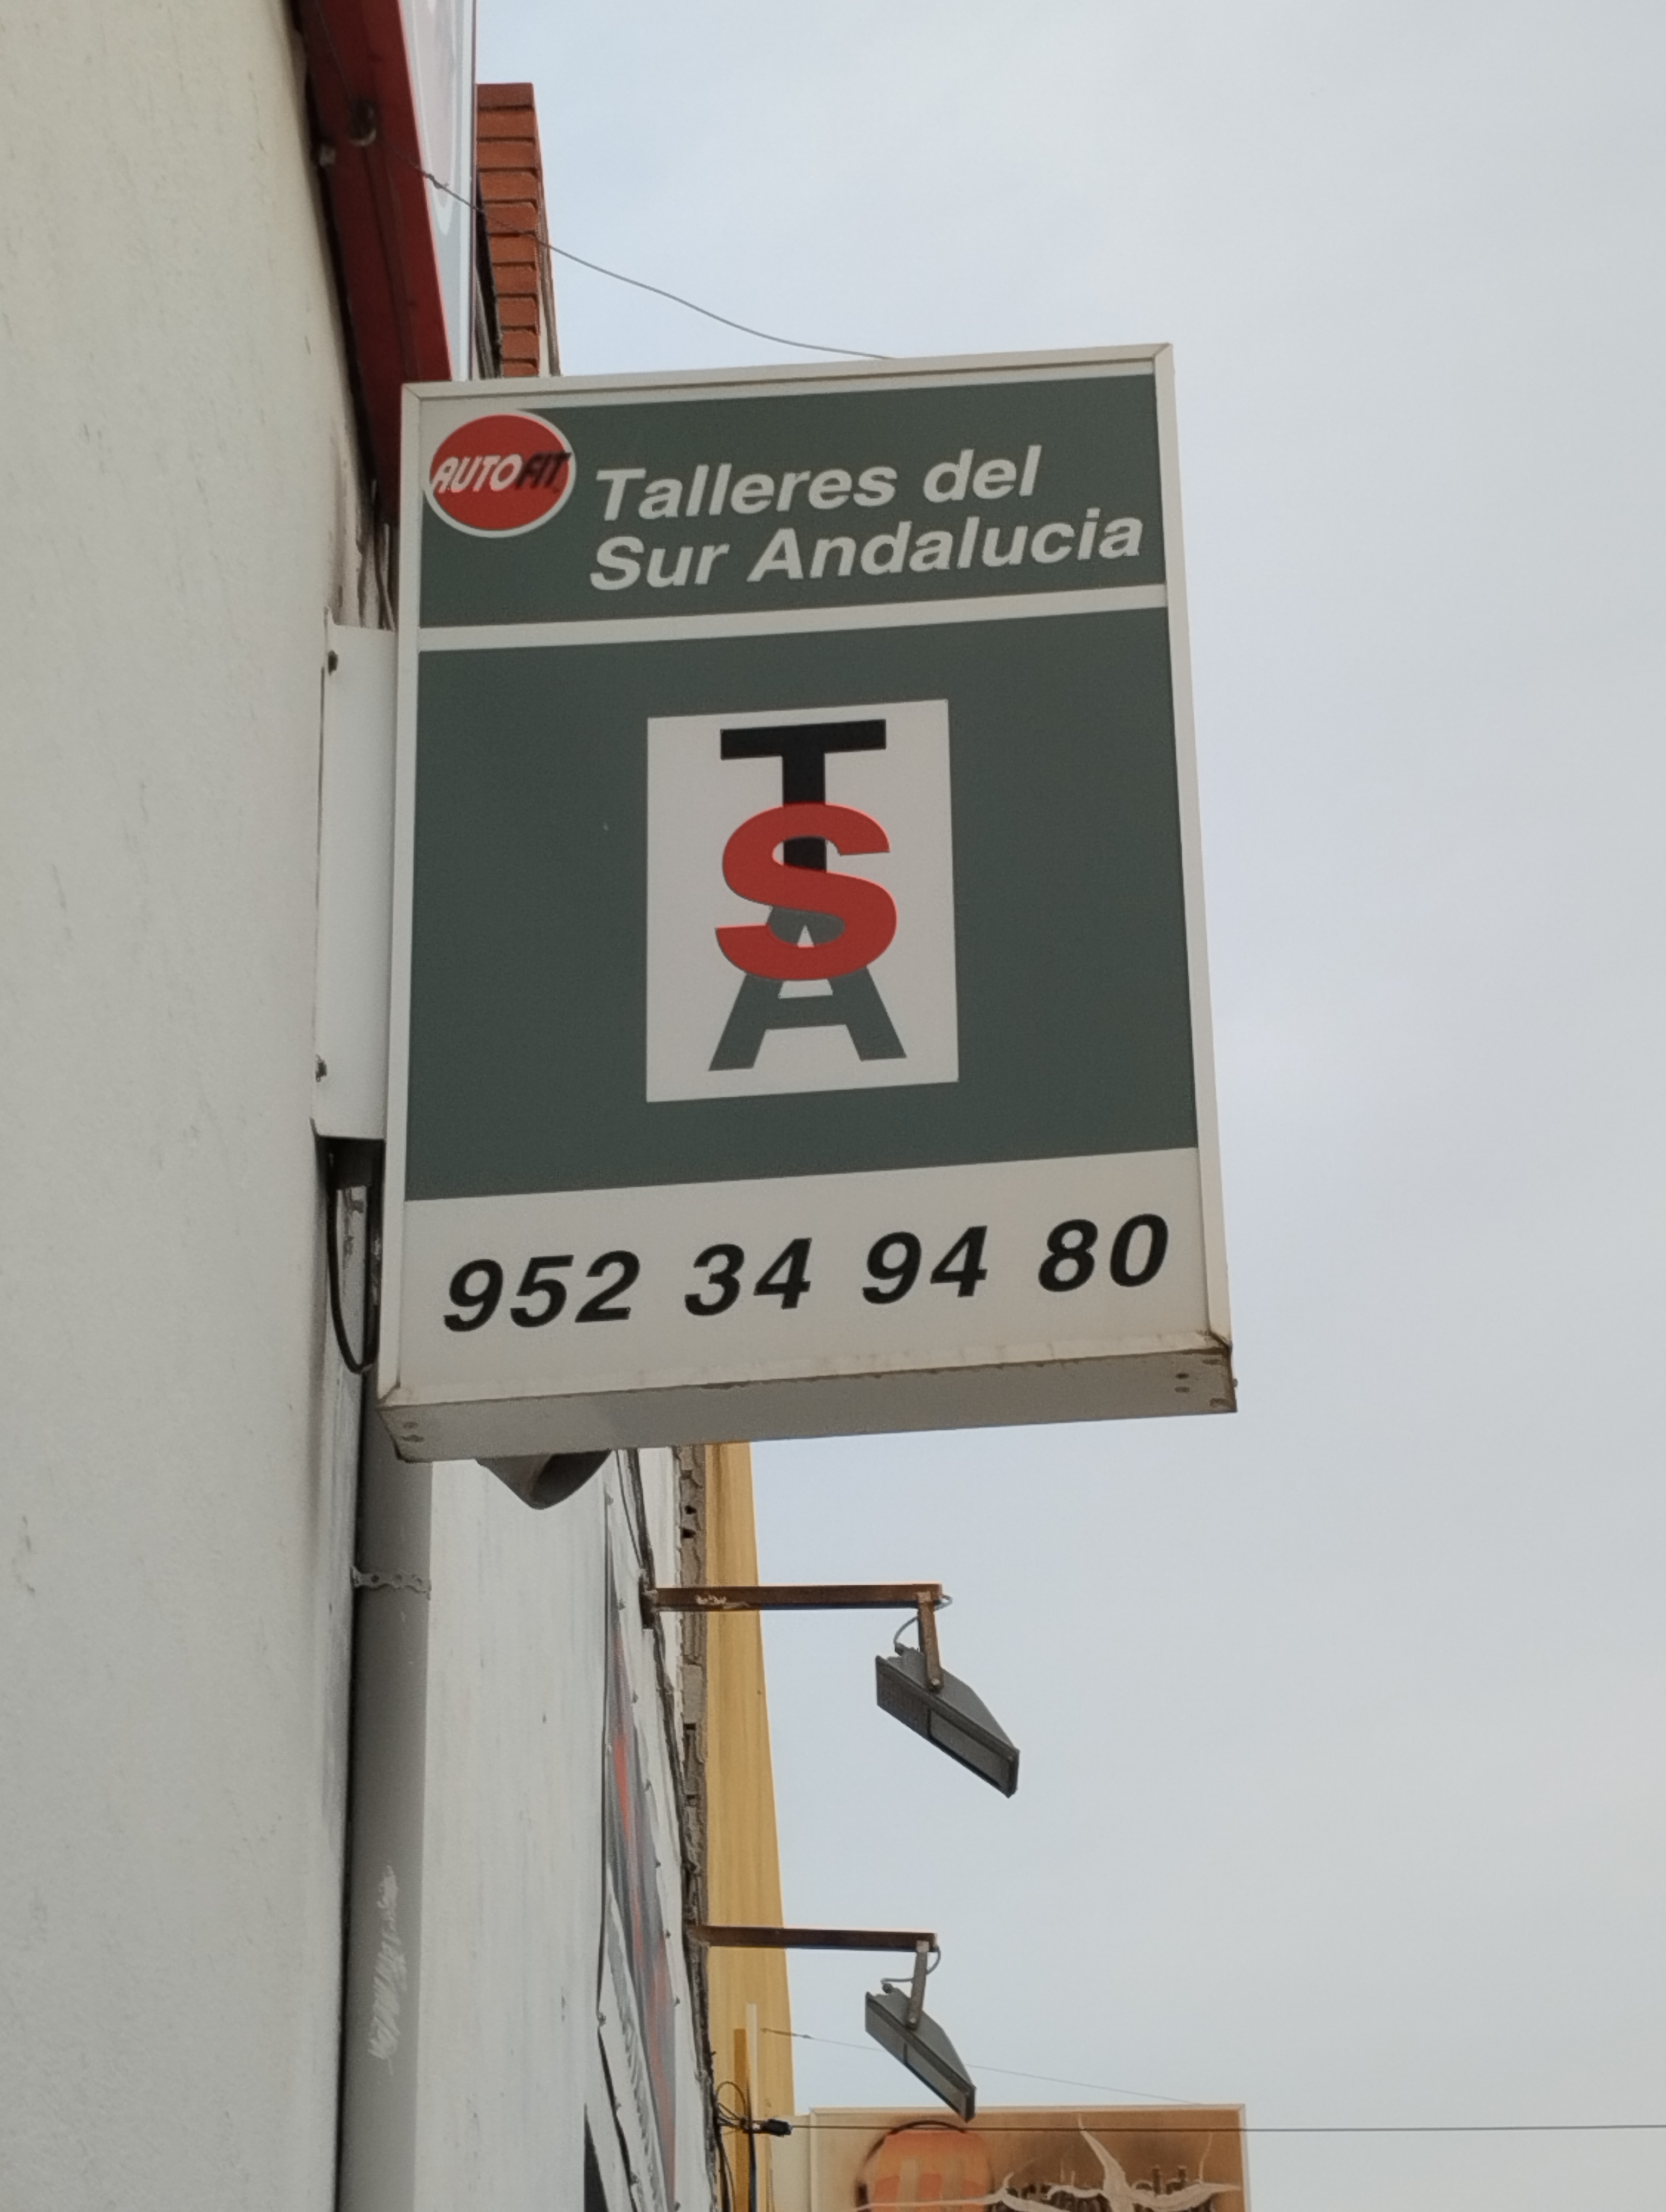 AUTOFIT
Talleres del
Sur Andalucia
T
S
A
952 34 94 80